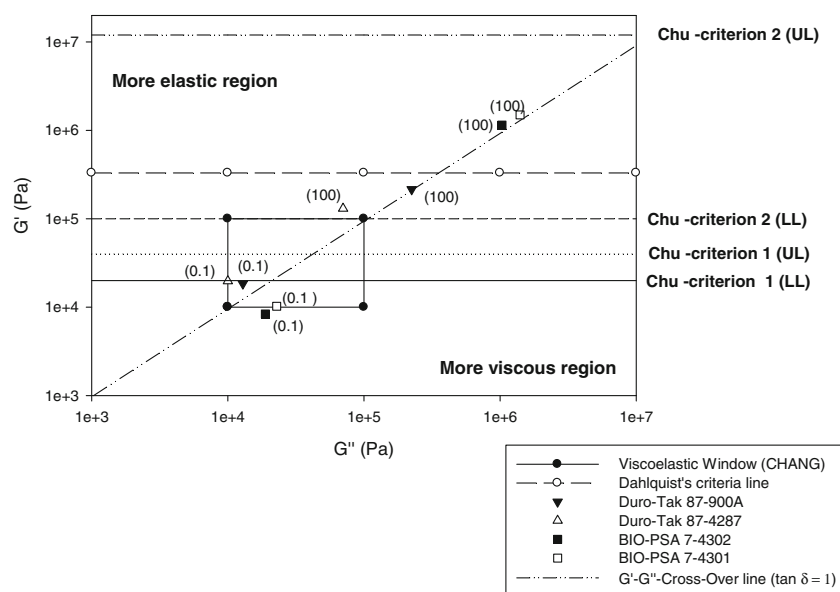 1e+7
Chu -criterion 2 (UL)
More elastic region
(100)
(100)
1e+6
G' (Pa)
(100)
(100)
1e+5
Chu -criterion 2 (LL)
Chu -criterion 1 (UL)
(0.1)
(0.1)
Chu -criterion 1 (LL)
(0.1 )
1e+4
(0.1)
More viscous region
1e+3
1e+3 1e+4 1e+5 1e+6 1e+7
G'' (Pa)
Viscoelastic Window (CHANG)
Dahlquist's criteria line
Duro-Tak 87-900A
Duro-Tak 87-4287
BIO-PSA 7-4302
BIO-PSA 7-4301
G'-G''-Cross-Over line (tan δ = 1)